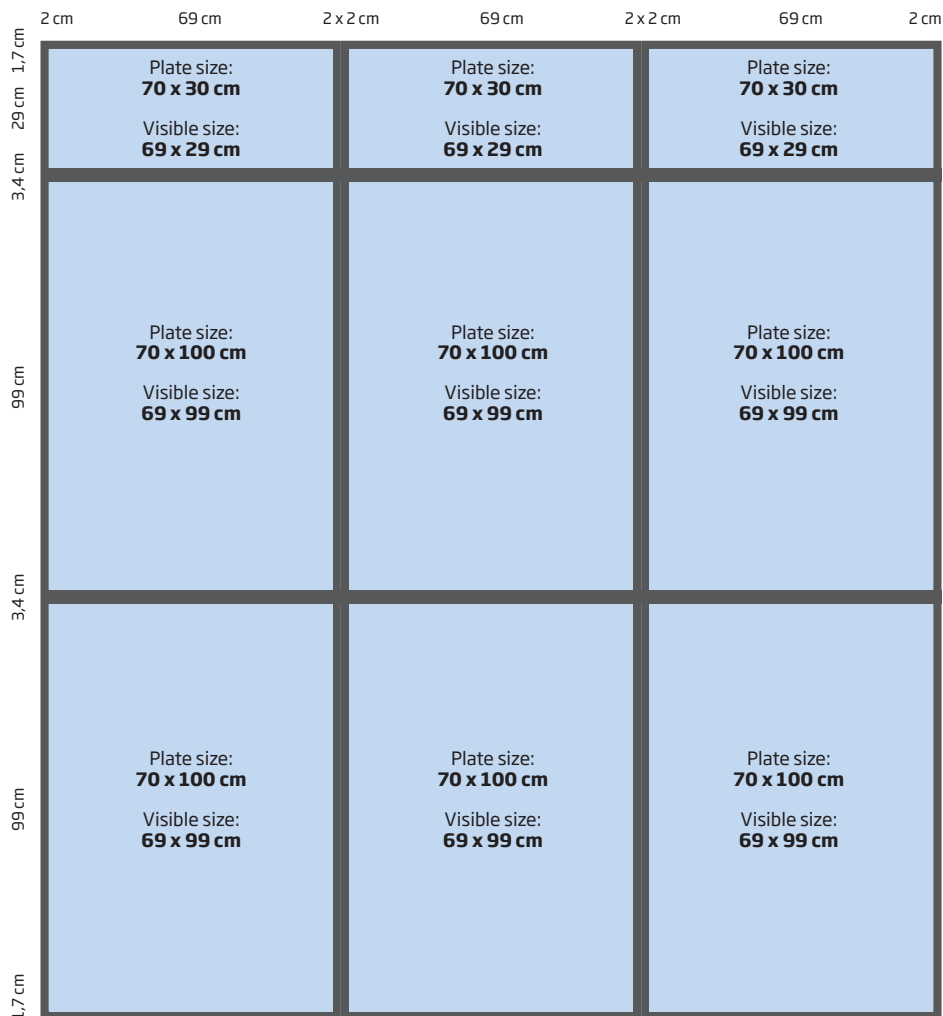 2 cm 69 cm 2 x 2 cm 69 cm 2 x 2 cm 69 cm 2 cm
1,7 cm
29 cm
3,4 cm
99 cm
3,4 cm
99 cm
1,7 cm
Plate size:
70 x 30 cm
Visible size:
69 x 29 cm
Plate size:
70 x 30 cm
Visible size:
69 x 29 cm
Plate size:
70 x 30 cm
Visible size:
69 x 29 cm
Plate size:
70 x 100 cm
Visible size:
69 x 99 cm
Plate size:
70 x 100 cm
Visible size:
69 x 99 cm
Plate size:
70 x 100 cm
Visible size:
69 x 99 cm
Plate size:
70 x 100 cm
Visible size:
69 x 99 cm
Plate size:
70 x 100 cm
Visible size:
69 x 99 cm
Plate size:
70 x 100 cm
Visible size:
69 x 99 cm